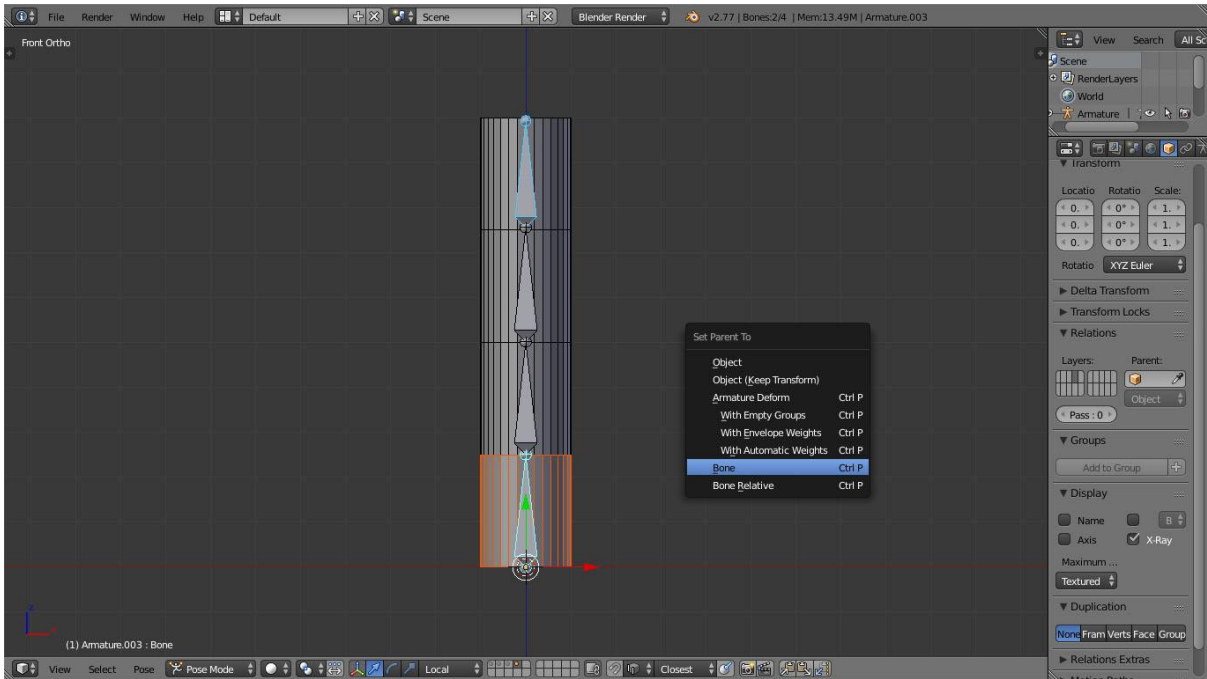 File Render Window Help Default Scene Blender Render v2.77 | Bones:2/4 | Mem:13.49M | Armature.003
Front Ortho
View Search All Sc
Scene
RenderLayers
World
Armature
Transform
Locatio Rotatio Scale:
0. 0° 1.
0. 0° 1.
0. 0° 1.
Rotatio XYZ Euler
Delta Transform
Transform Locks
Relations
Layers: Parent:
Object
Pass : 0
Groups
Add to Group
Display
Name B
Axis X-Ray
Maximum ...
Textured
Duplication
None Fram Verts Face Group
Relations Extras
Set Parent To
Object
Object (Keep Transform)
Armature Deform Ctrl P
With Empty Groups Ctrl P
With Envelope Weights Ctrl P
With Automatic Weights Ctrl P
Bone Ctrl P
Bone Relative Ctrl P
z
x
(1) Armature.003 : Bone
View Select Pose Pose Mode Local Closest